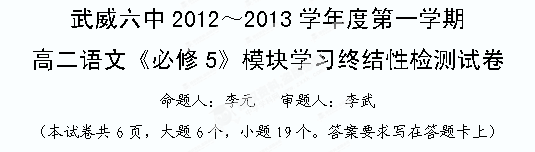 武威六中 2012～2013 学年度第一学期
高二语文《必修 5》模块学习终结性检测试卷
命题人：李元 审题人：李武
（本试卷共 6 页，大题 6 个，小题 19 个。答案要求写在答题卡上）